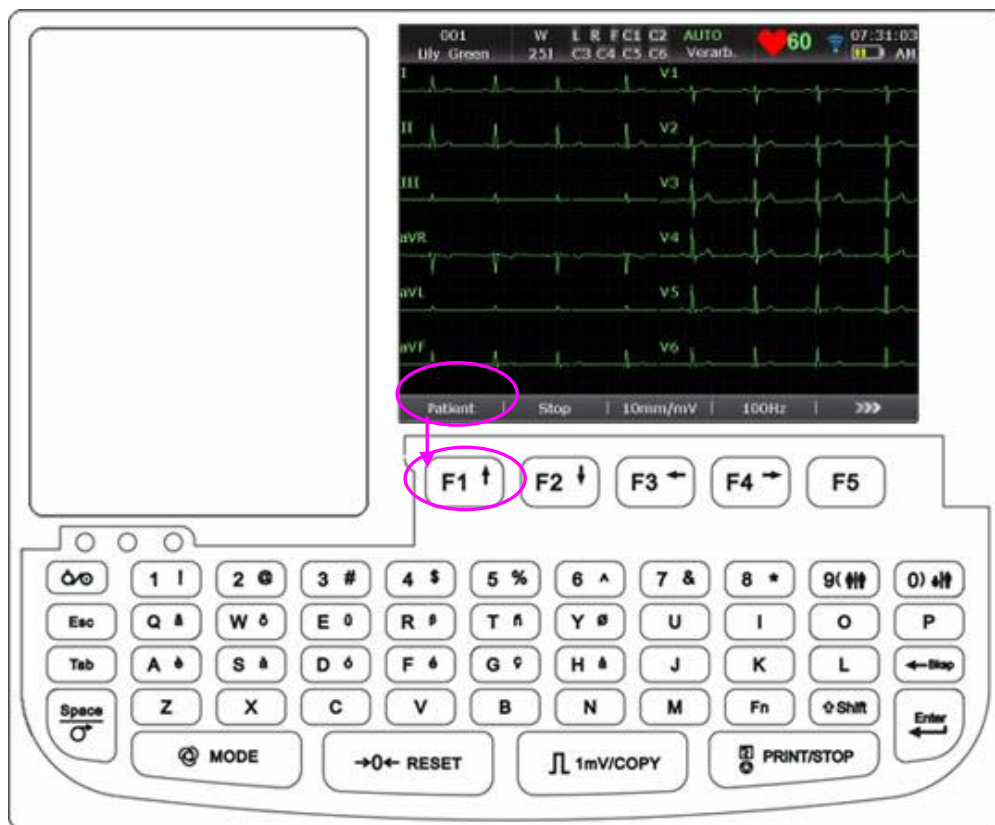 001 W L R F C1 C2 AUTO 60 07:31:03
Lily Green 251 C3 C4 C5 C6 Verarb. AM
I V1
II V2
III V3
aVR V4
aVL V5
aVF V6
Patient | Stop | 10mm/mV | 100Hz | >>>
F1 ↑ F2 ↓ F3 ← F4 → F5
1 ! 2 @ 3 # 4 $ 5 % 6 ^ 7 & 8 * 9( 0)
Esc Q W E R T Y U I O P
Tab A S D F G H J K L
Space Z X C V B N M Fn Shift Enter
MODE →0← RESET 1mV/COPY PRINT/STOP